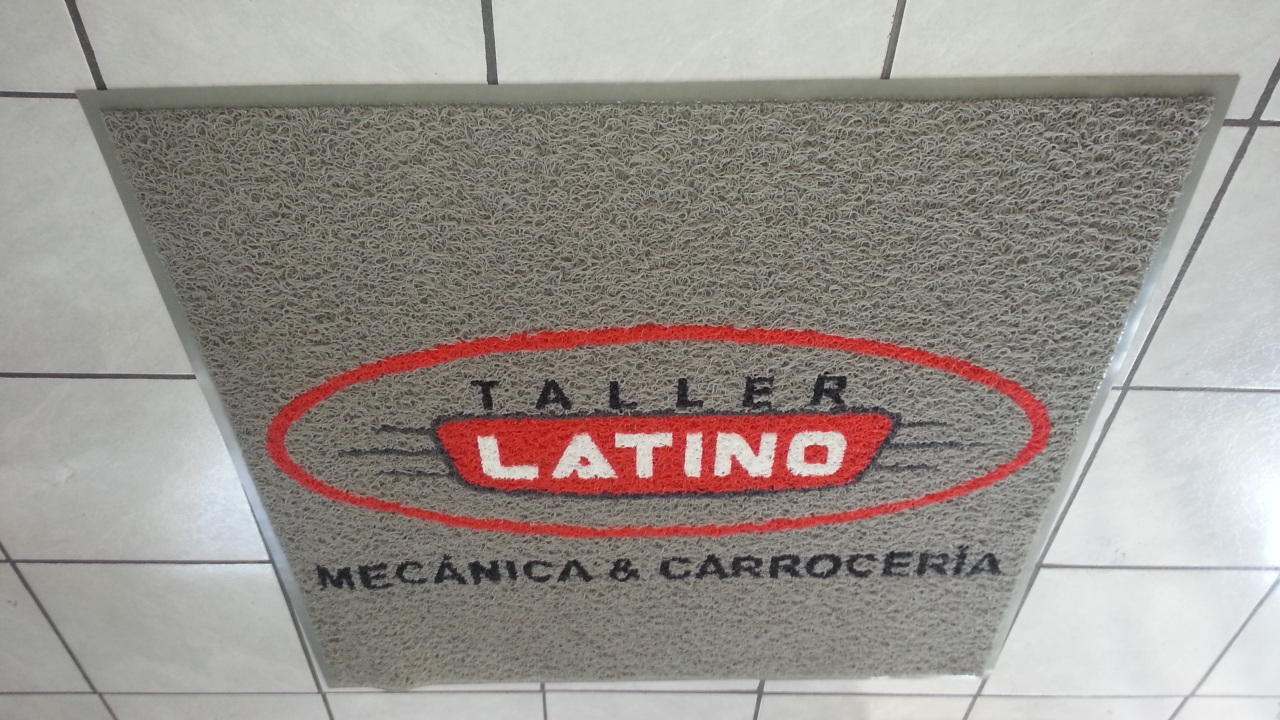 TALLER
LATINO
MECÁNICA & CARROCERÍA